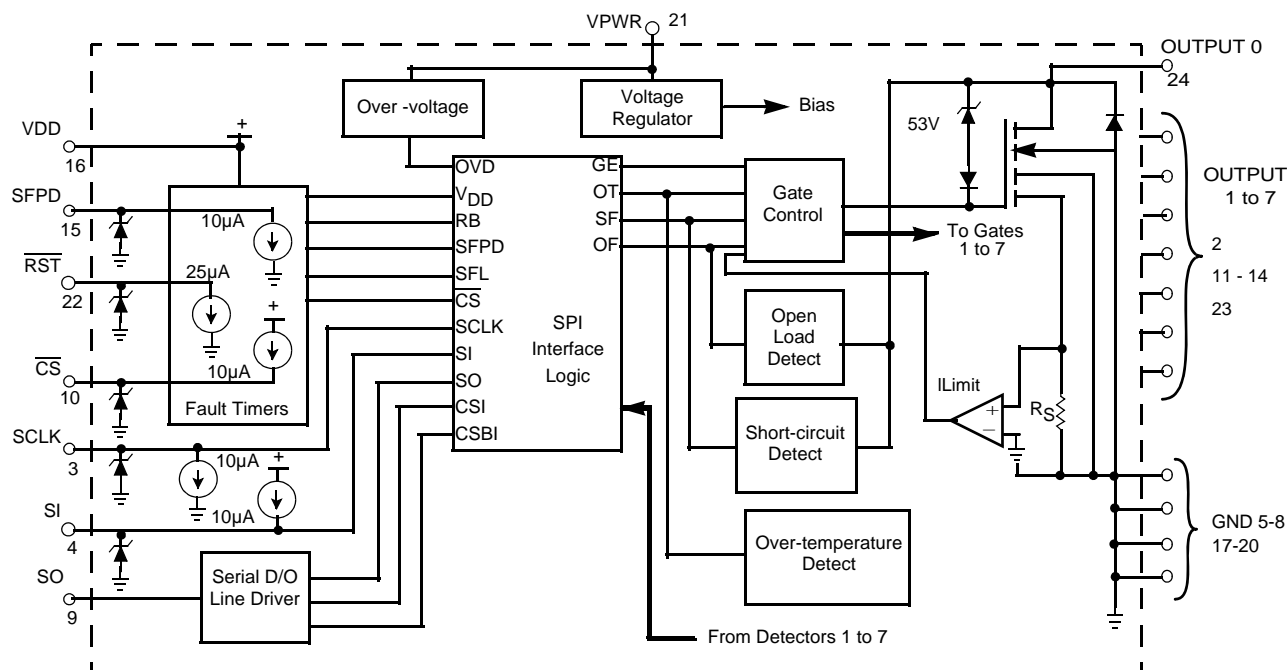 VPWR 21
OUTPUT 0
24
Over -voltage
Voltage
Regulator
Bias
53V
VDD
16
+
SFPD
15
10µA
RST
22
25µA
+
10µA
CS
10
Fault Timers
SCLK
3
10µA
+
10µA
SI
4
SO
9
Serial D/O
Line Driver
OVD
VDD
RB
SFPD
SFL
CS
SCLK
SI
SO
CSI
CSBI
SPI
Interface
Logic
GE
OT
SF
OF
Gate
Control
To Gates
1 to 7
Open
Load
Detect
Short-circuit
Detect
Over-temperature
Detect
From Detectors 1 to 7
ILimit
+
–
RS
OUTPUT
1 to 7
2
11 - 14
23
GND 5-8
17-20